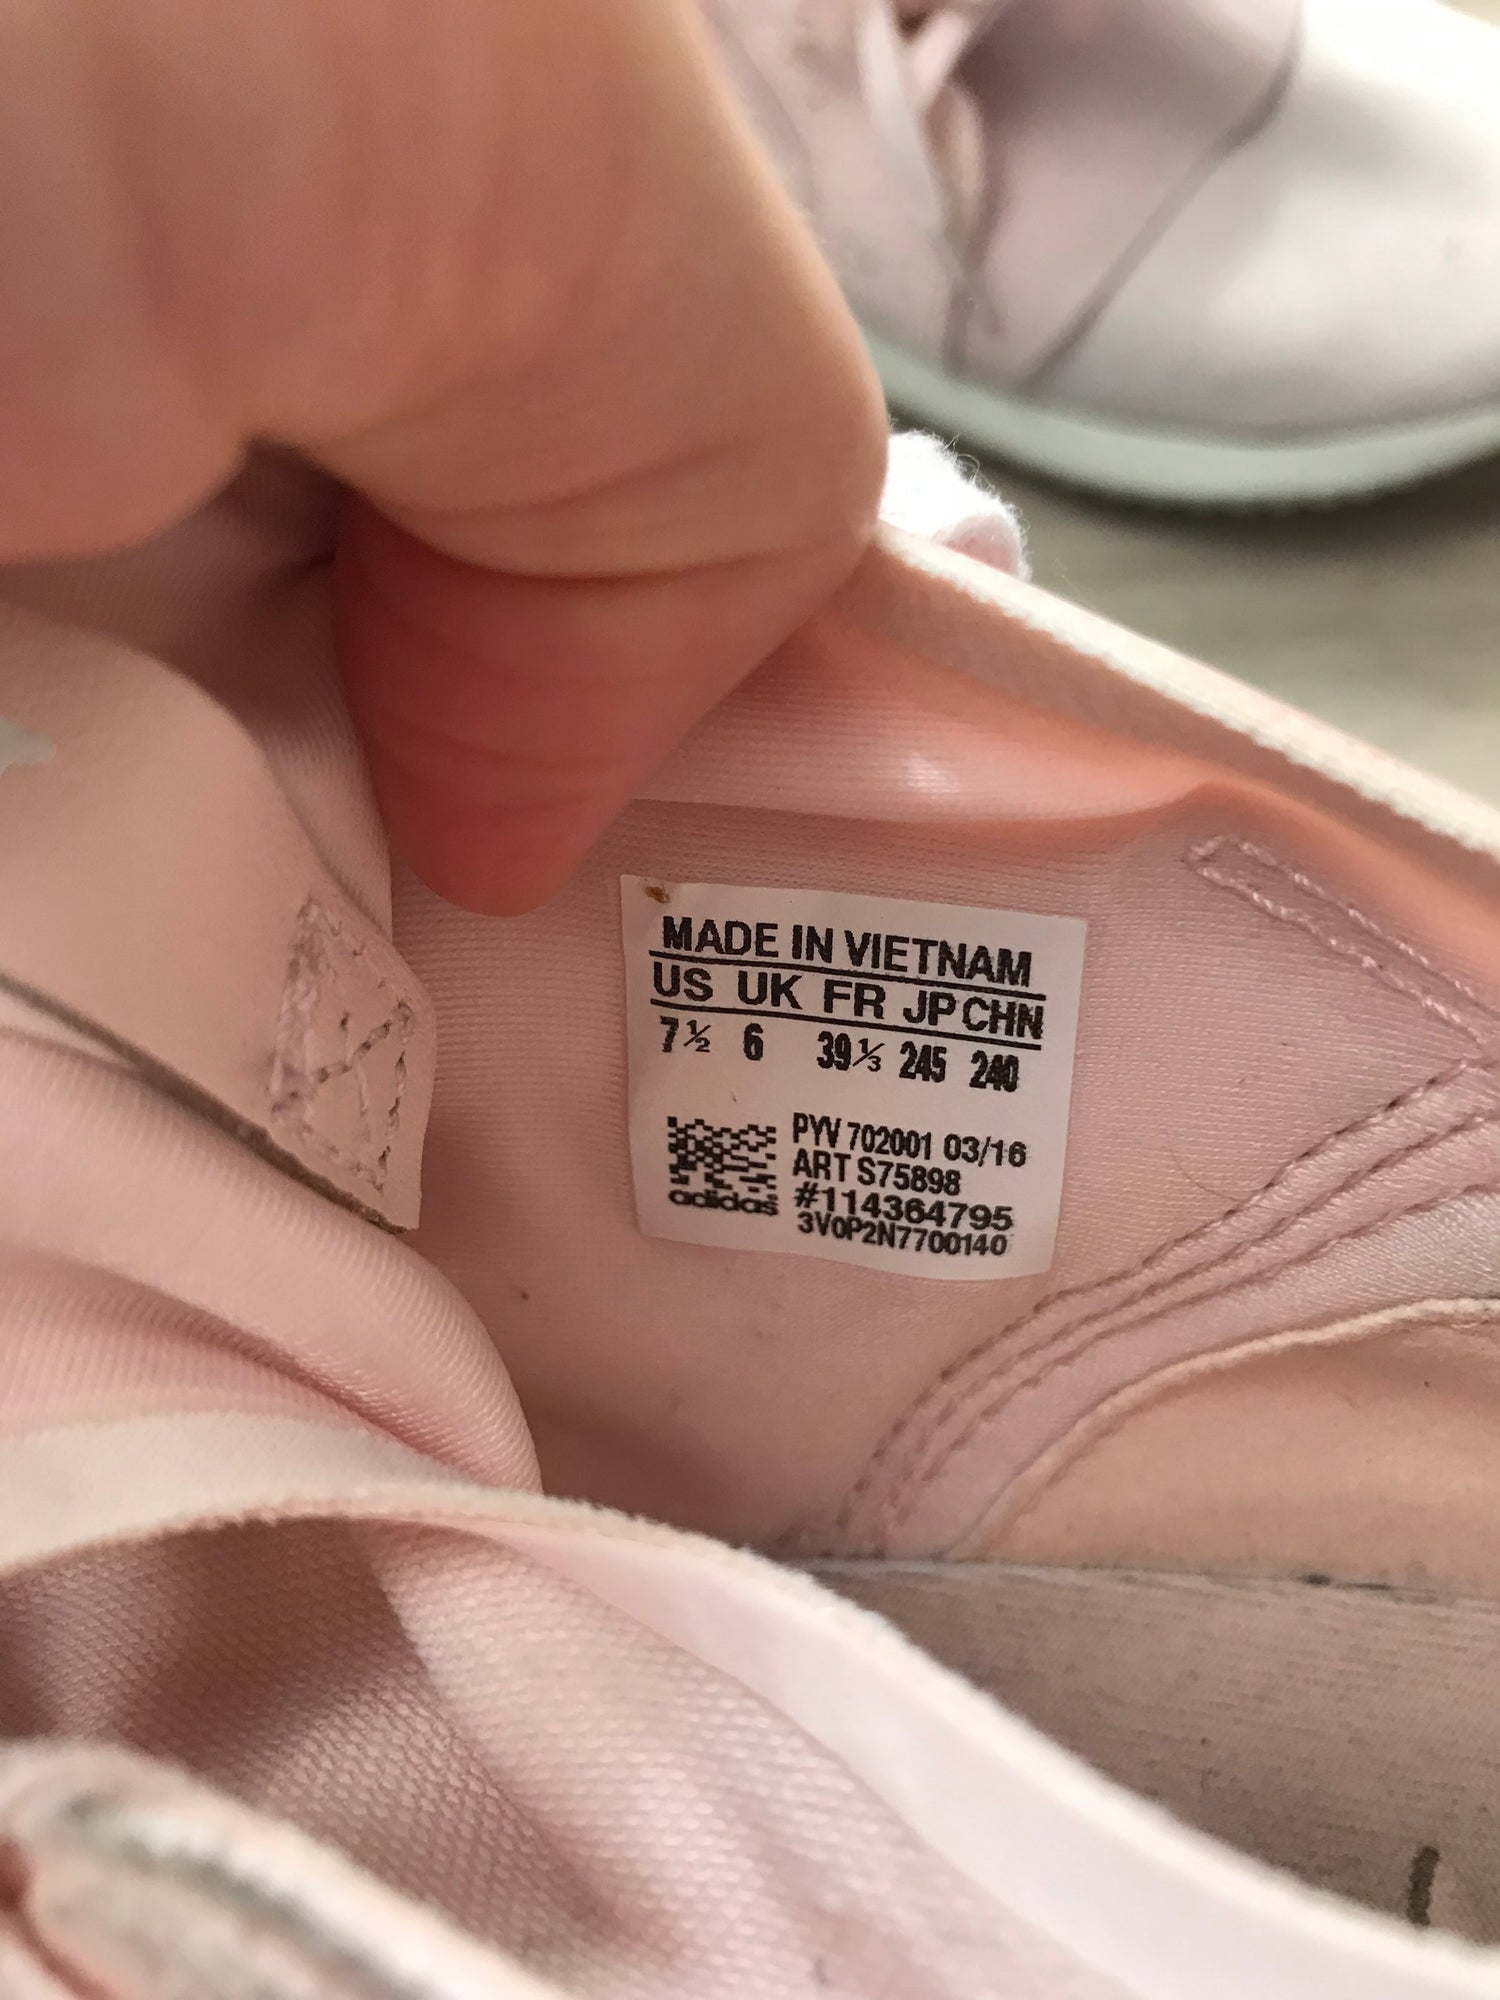 MADE IN VIETNAM
US UK FR JP CHN
7½ 6 39⅓ 245 240
PYV 702001 03/16
ART S75898
#114364795
adidas
3V0P2N7700140